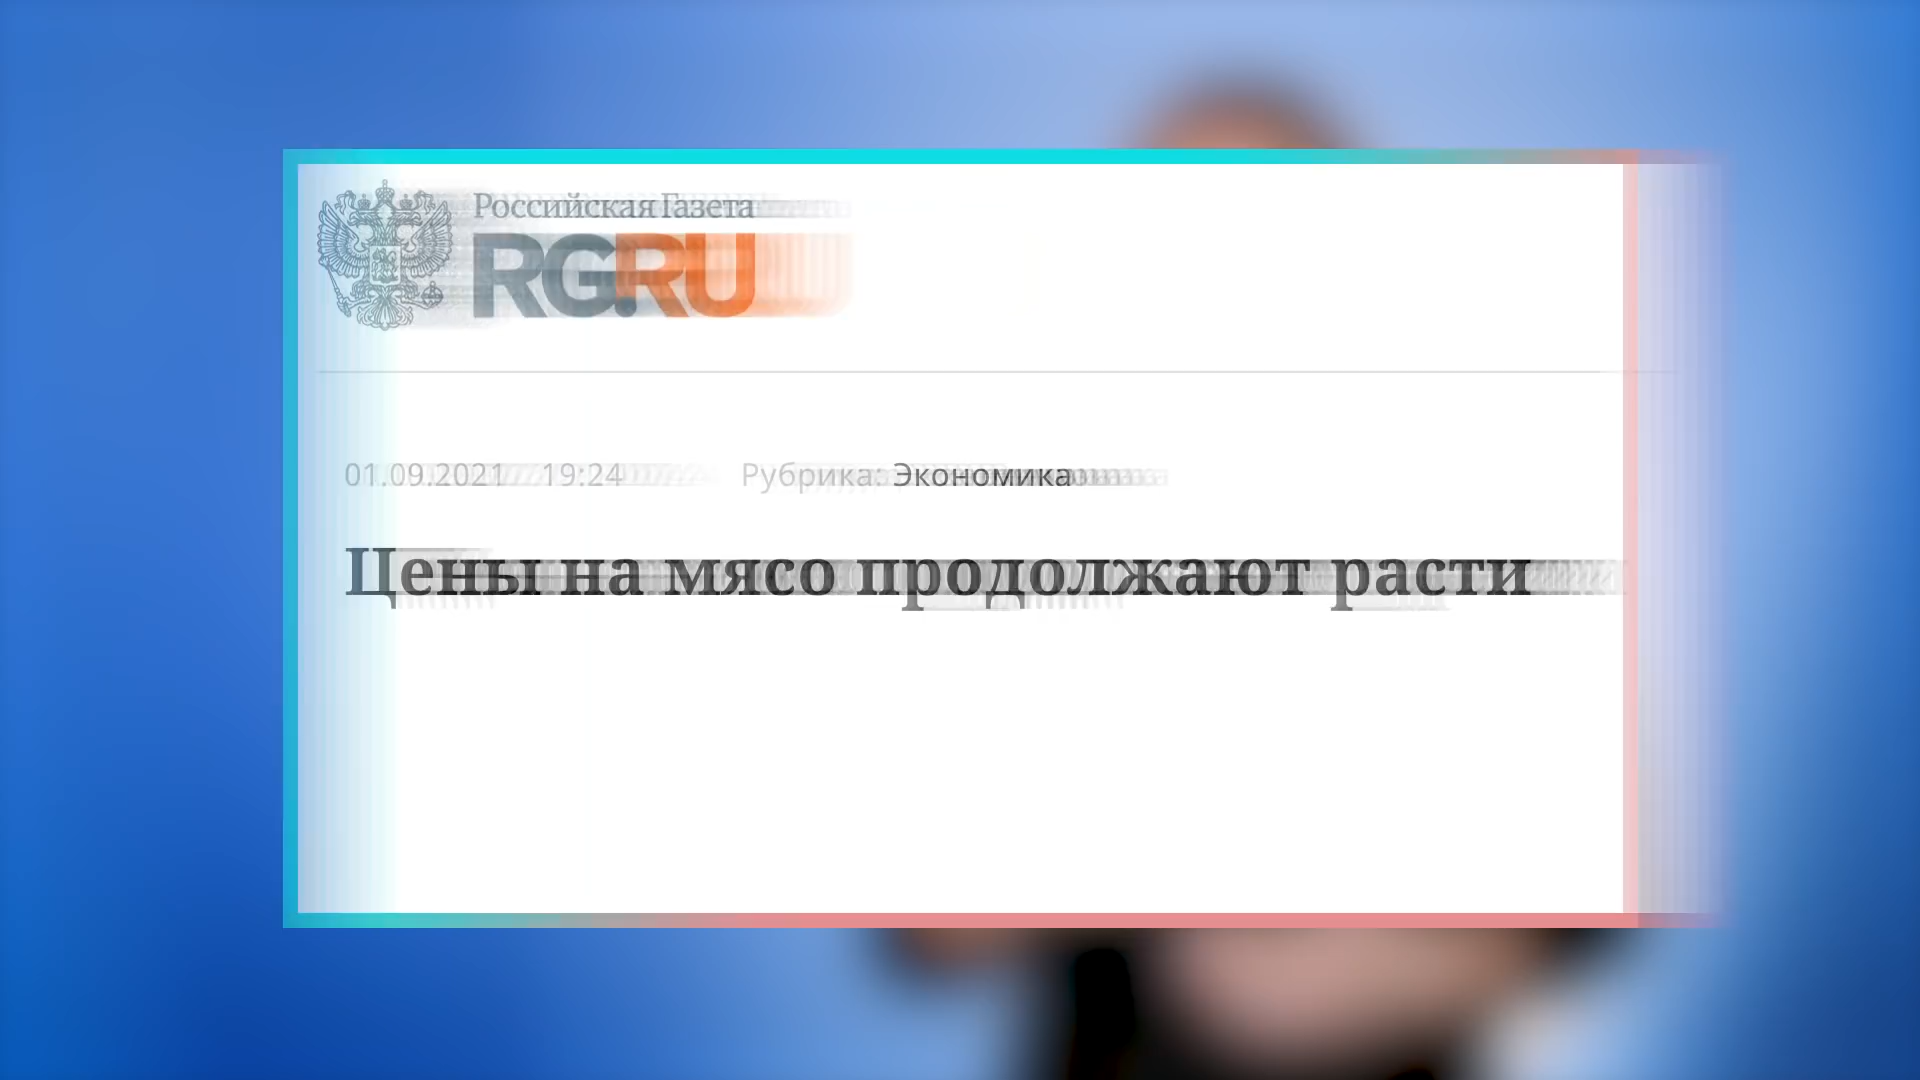 Российская Газета
RG.RU
01.09.2021 19:24 Рубрика: Экономика
Цены на мясо продолжают расти